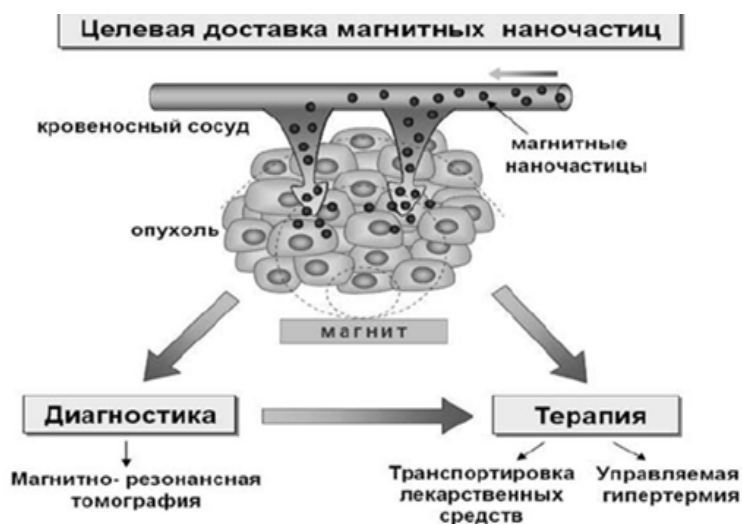 Целевая доставка магнитных наночастиц
кровеносный сосуд
магнитные
наночастицы
опухоль
магнит
Диагностика
Терапия
Магнитно- резонансная
томография
Транспортировка
лекарственных
средств
Управляемая
гипертермия